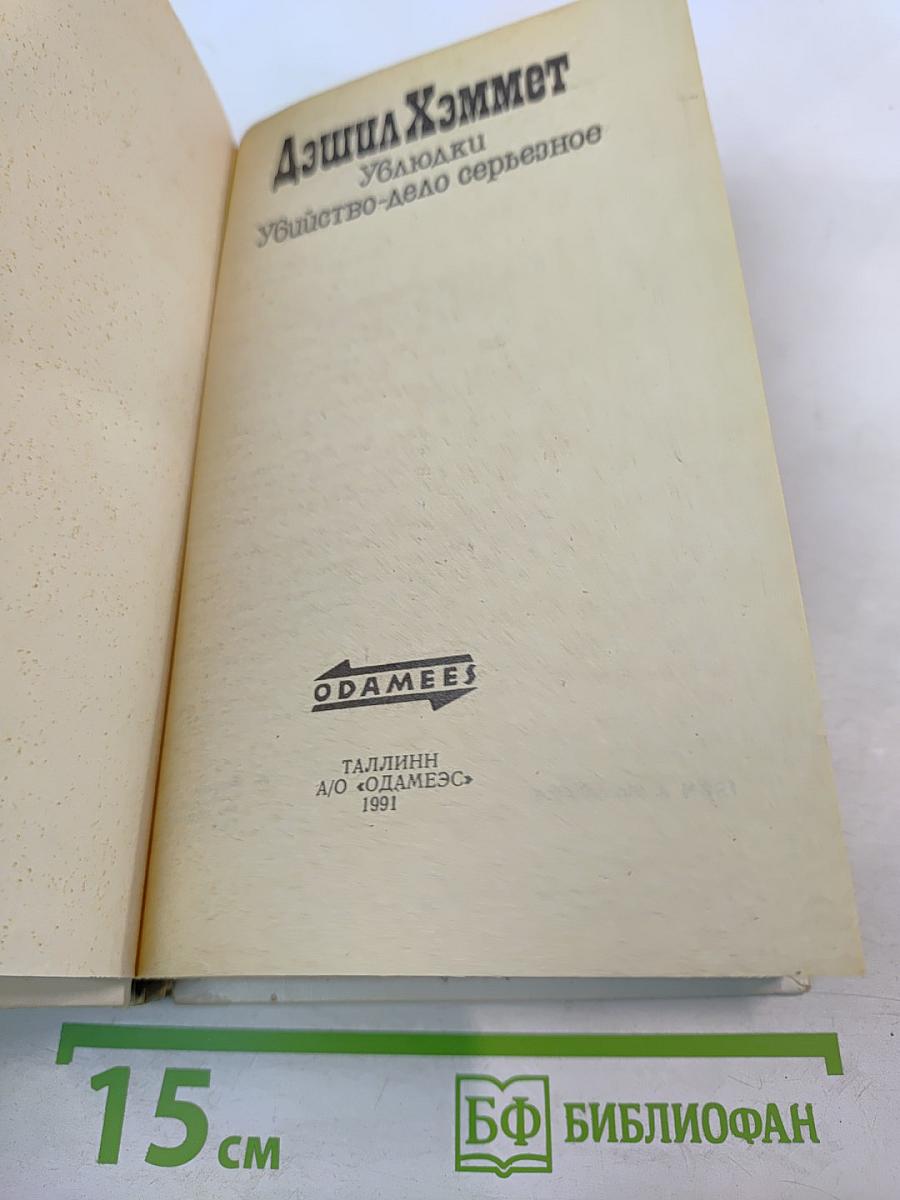 Дэшил Хэммет
Ублюдки
Убийство-дело серьезное
ODAMEES
ТАЛЛИНН
А/О «ОДАМЕЭС»
1991
15 см
БФ БИБЛИОФАН